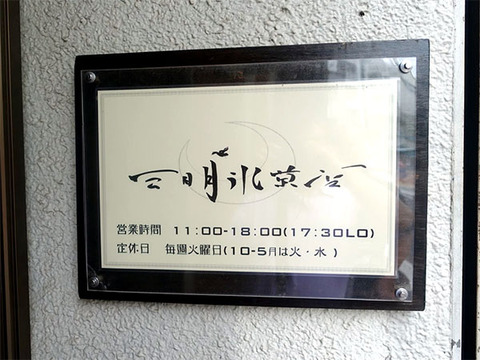 三日月氷菓店
営業時間 11:00-18:00(17:30LO)
定休日 毎週火曜日(10-5月は火・水)